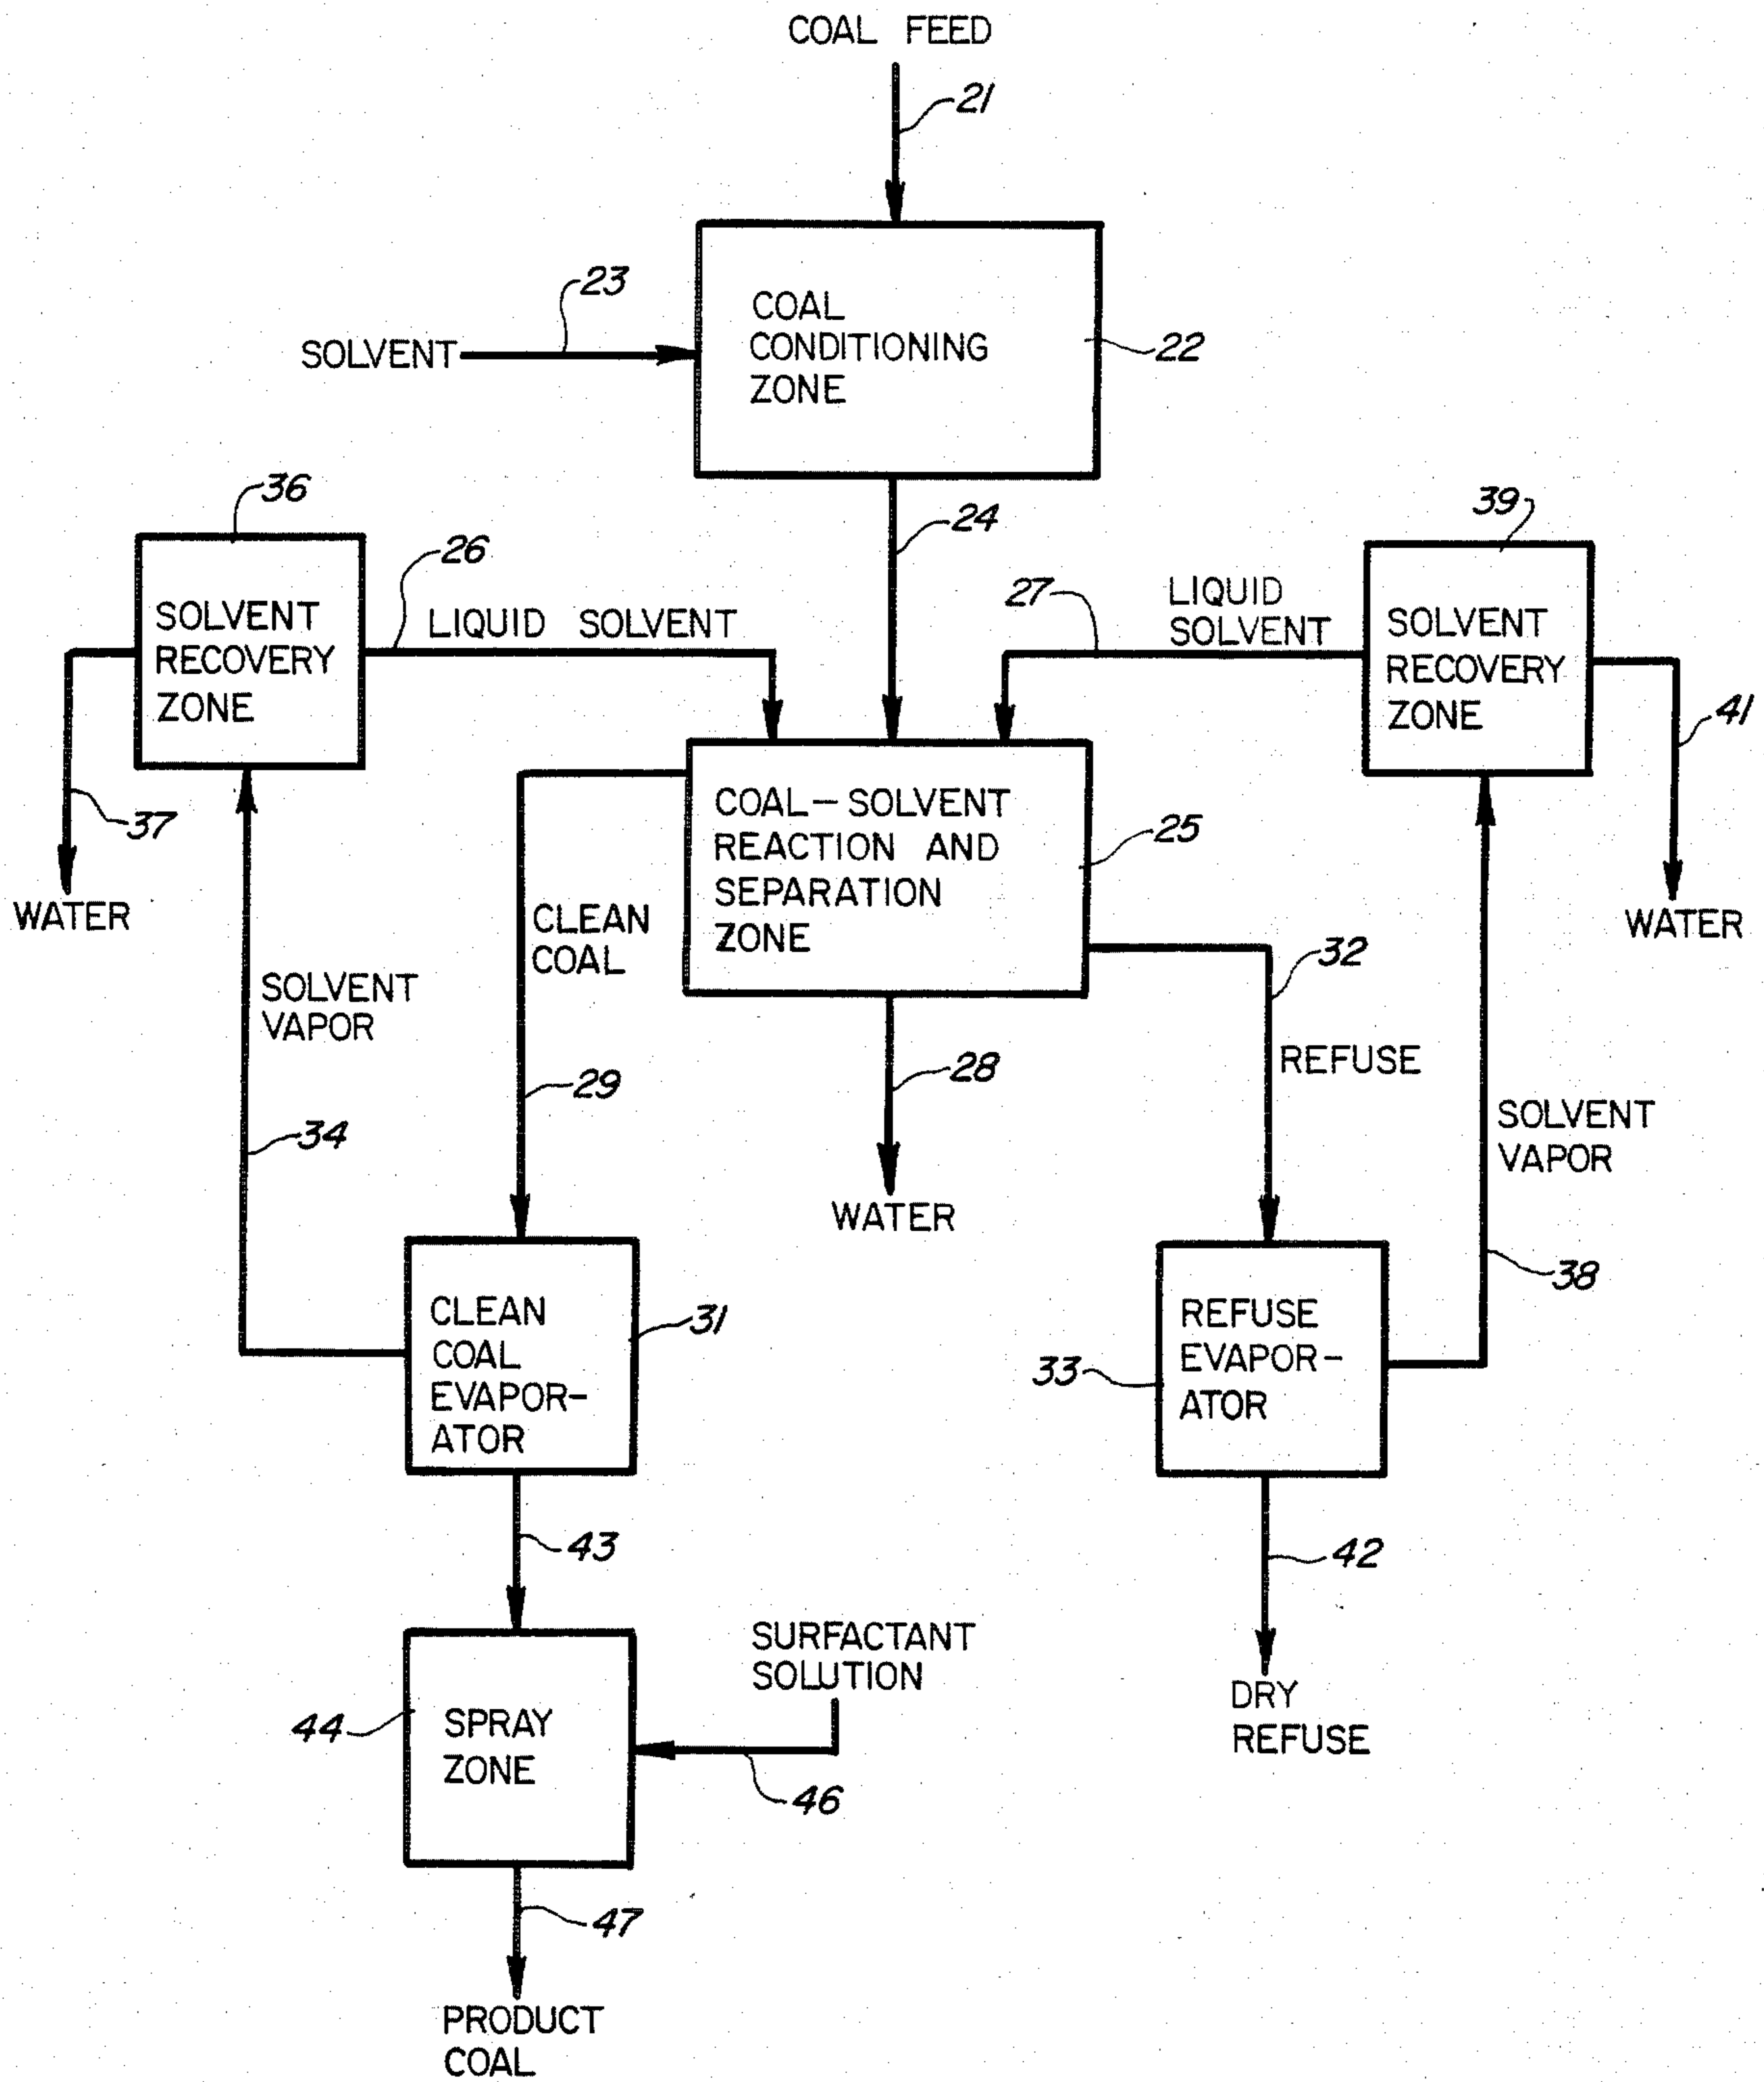 COAL FEED
21
23
SOLVENT
COAL
CONDITIONING
ZONE
22
24
36
26
LIQUID SOLVENT
SOLVENT
RECOVERY
ZONE
37
WATER
39
27
LIQUID
SOLVENT
SOLVENT
RECOVERY
ZONE
41
WATER
COAL—SOLVENT
REACTION AND
SEPARATION
ZONE
25
CLEAN
COAL
SOLVENT
VAPOR
32
REFUSE
28
WATER
29
34
SOLVENT
VAPOR
38
CLEAN
COAL
EVAPOR-
ATOR
31
33
REFUSE
EVAPOR-
ATOR
43
42
DRY
REFUSE
SURFACTANT
SOLUTION
44
SPRAY
ZONE
46
47
PRODUCT
COAL